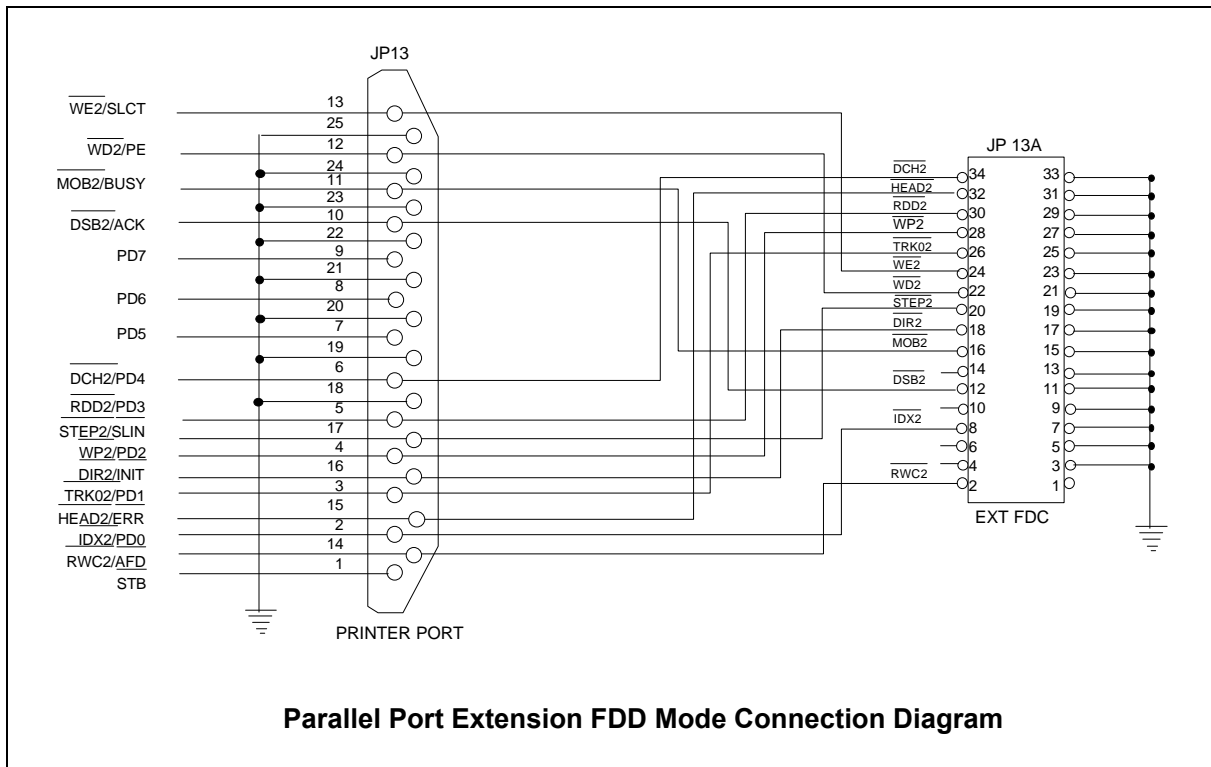 JP13
WE2/SLCT
13
25
WD2/PE
12
24
MOB2/BUSY
11
23
DSB2/ACK
10
22
PD7
9
21
PD6
8
20
PD5
7
19
DCH2/PD4
6
18
RDD2/PD3
5
STEP2/SLIN
17
WP2/PD2
4
DIR2/INIT
16
TRK02/PD1
3
HEAD2/ERR
15
IDX2/PD0
2
RWC2/AFD
14
STB
1
PRINTER PORT
JP 13A
DCH2 34 33
HEAD2 32 31
RDD2 30 29
WP2 28 27
TRK02 26 25
WE2 24 23
WD2 22 21
STEP2 20 19
DIR2 18 17
MOB2 16 15
14 13
DSB2 12 11
10 9
IDX2 8 7
6 5
4 3
RWC2 2 1
EXT FDC
Parallel Port Extension FDD Mode Connection Diagram